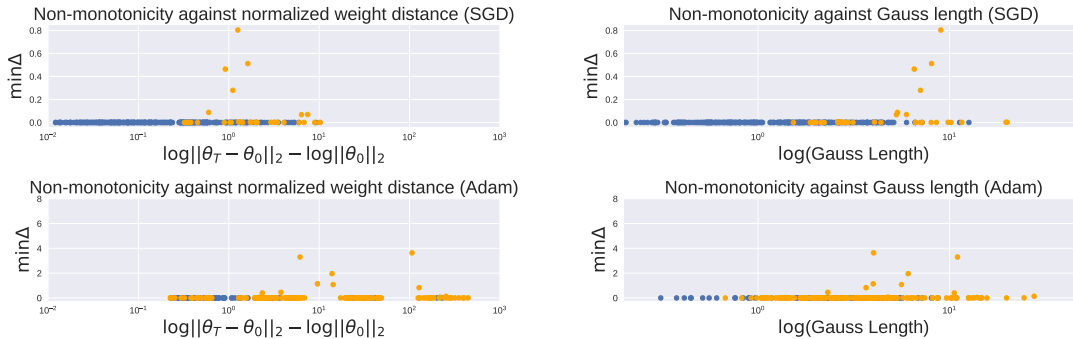 Non-monotonicity against normalized weight distance (SGD)
minΔ
0.8
0.6
0.4
0.2
0.0
10⁻² 10⁻¹ 10⁰ 10¹ 10² 10³
log||θ_T − θ_0||_2 − log||θ_0||_2
Non-monotonicity against Gauss length (SGD)
minΔ
0.8
0.6
0.4
0.2
0.0
10⁰ 10¹
log(Gauss Length)
Non-monotonicity against normalized weight distance (Adam)
minΔ
8
6
4
2
0
10⁻² 10⁻¹ 10⁰ 10¹ 10² 10³
log||θ_T − θ_0||_2 − log||θ_0||_2
Non-monotonicity against Gauss length (Adam)
minΔ
8
6
4
2
0
10⁰ 10¹
log(Gauss Length)